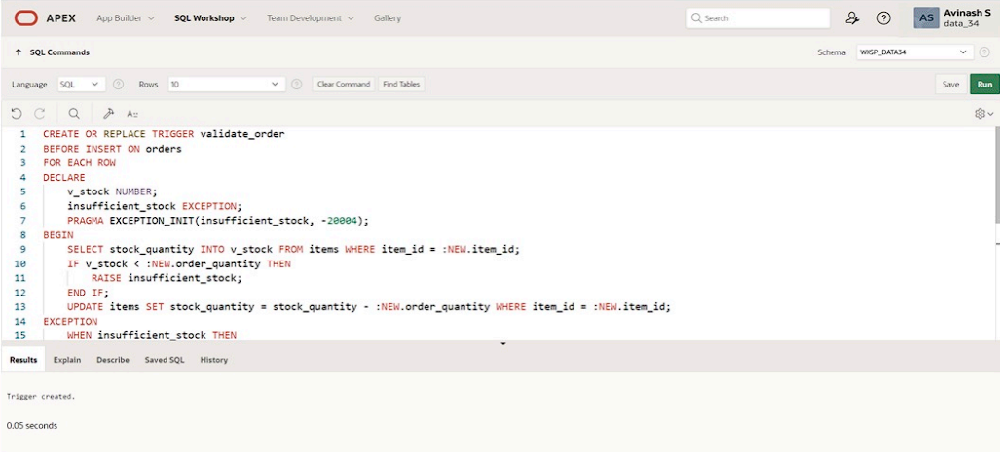 APEX App Builder SQL Workshop Team Development Gallery Search AS Avinash S
data_34
↑ SQL Commands Schema WKSP_DATA34
Language SQL Rows 10 Clear Command Find Tables Save Run
1 CREATE OR REPLACE TRIGGER validate_order
2 BEFORE INSERT ON orders
3 FOR EACH ROW
4 DECLARE
5 v_stock NUMBER;
6 insufficient_stock EXCEPTION;
7 PRAGMA EXCEPTION_INIT(insufficient_stock, -20004);
8 BEGIN
9 SELECT stock_quantity INTO v_stock FROM items WHERE item_id = :NEW.item_id;
10 IF v_stock < :NEW.order_quantity THEN
11 RAISE insufficient_stock;
12 END IF;
13 UPDATE items SET stock_quantity = stock_quantity - :NEW.order_quantity WHERE item_id = :NEW.item_id;
14 EXCEPTION
15 WHEN insufficient_stock THEN
Results Explain Describe Saved SQL History
Trigger created.
0.05 seconds